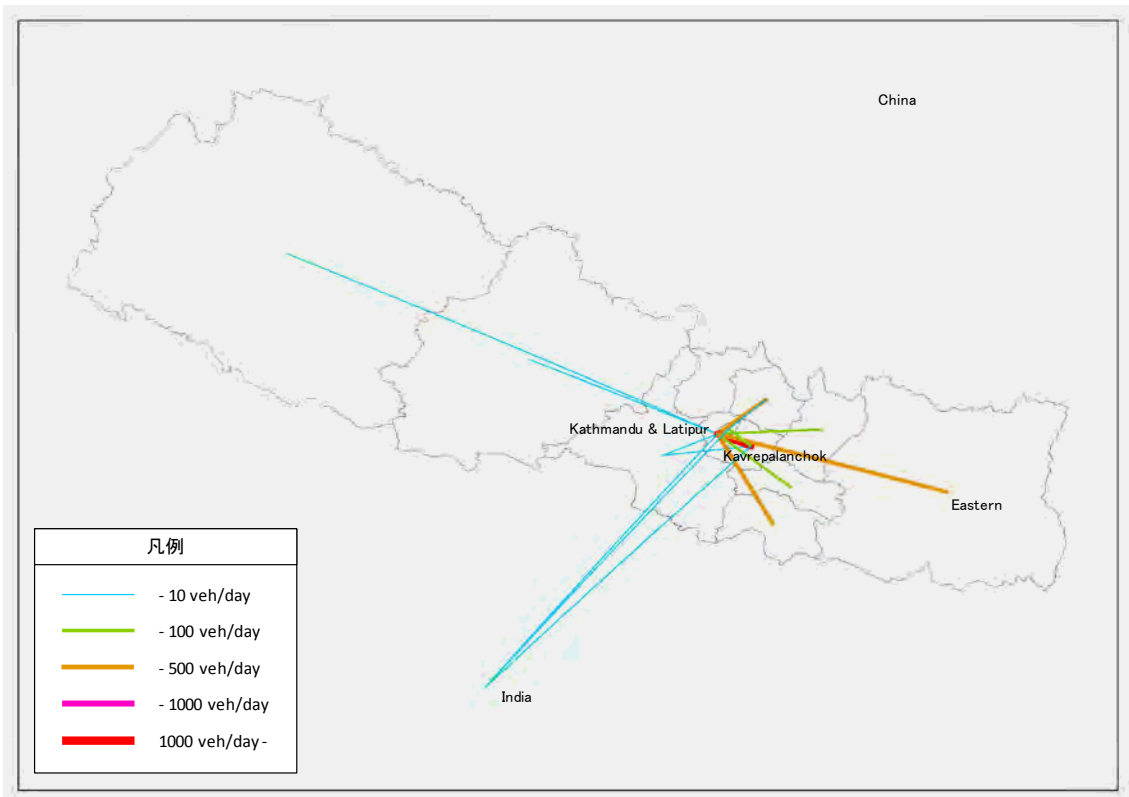 China
Kathmandu & Latipur
Kavrepalanchok
Eastern
India
凡例
- 10 veh/day
- 100 veh/day
- 500 veh/day
- 1000 veh/day
1000 veh/day -